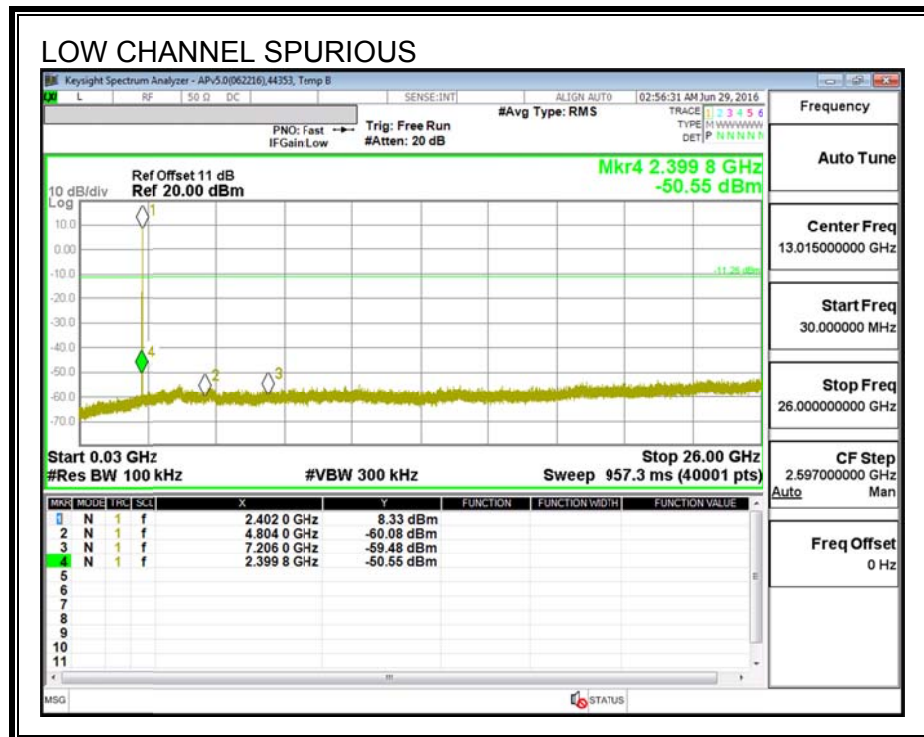 LOW CHANNEL SPURIOUS
Keysight Spectrum Analyzer - APv5.0(062216),44353, Temp B
L RF 50 Ω DC SENSE:INT ALIGN AUTO 02:56:31 AM Jun 29, 2016
#Avg Type: RMS
TRACE 1 2 3 4 5 6
TYPE M WWWWW
DET P N N N N N
PNO: Fast Trig: Free Run
IFGain:Low #Atten: 20 dB
Frequency
Auto Tune
Mkr4 2.399 8 GHz
-50.55 dBm
Ref Offset 11 dB
10 dB/div Ref 20.00 dBm
Log
10.0
0.00
-10.0
-20.0
-30.0
-40.0
-50.0
-60.0
-70.0
1
2
3
4
-11.26 dBm
Center Freq
13.015000000 GHz
Start Freq
30.000000 MHz
Stop Freq
26.000000000 GHz
CF Step
2.597000000 GHz
Auto Man
Freq Offset
0 Hz
Start 0.03 GHz Stop 26.00 GHz
#Res BW 100 kHz #VBW 300 kHz Sweep 957.3 ms (40001 pts)
MKR MODE TRC SCL X Y FUNCTION FUNCTION WIDTH FUNCTION VALUE
1 N 1 f 2.402 0 GHz 8.33 dBm
2 N 1 f 4.804 0 GHz -60.08 dBm
3 N 1 f 7.206 0 GHz -59.48 dBm
4 N 1 f 2.399 8 GHz -50.55 dBm
5
6
7
8
9
10
11
MSG STATUS